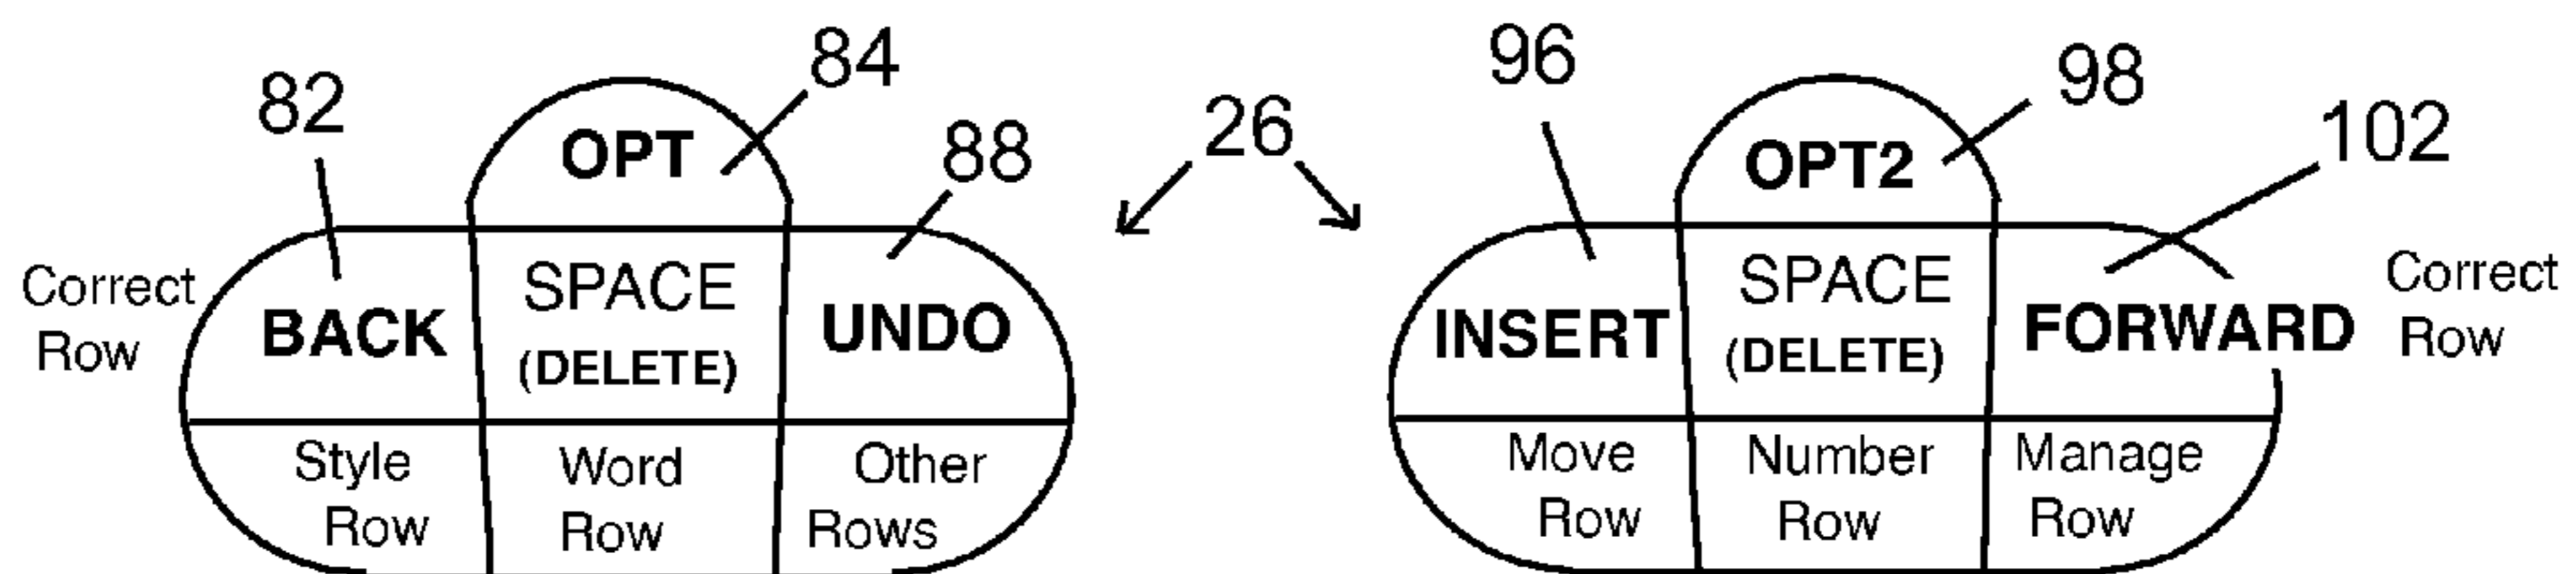 82
84
88
26
96
98
102
OPT
OPT2
Correct
Row
BACK
SPACE
(DELETE)
UNDO
INSERT
SPACE
(DELETE)
FORWARD
Correct
Row
Style
Row
Word
Row
Other
Rows
Move
Row
Number
Row
Manage
Row